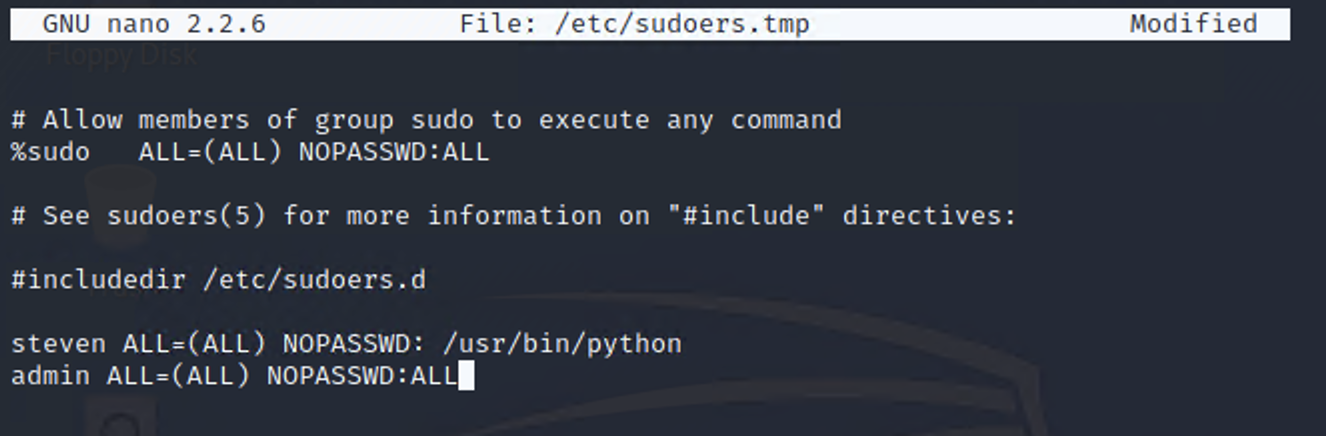 GNU nano 2.2.6 File: /etc/sudoers.tmp Modified
Floppy Disk
# Allow members of group sudo to execute any command
%sudo   ALL=(ALL) NOPASSWD:ALL
# See sudoers(5) for more information on "#include" directives:
#includedir /etc/sudoers.d
steven ALL=(ALL) NOPASSWD: /usr/bin/python
admin ALL=(ALL) NOPASSWD:ALL